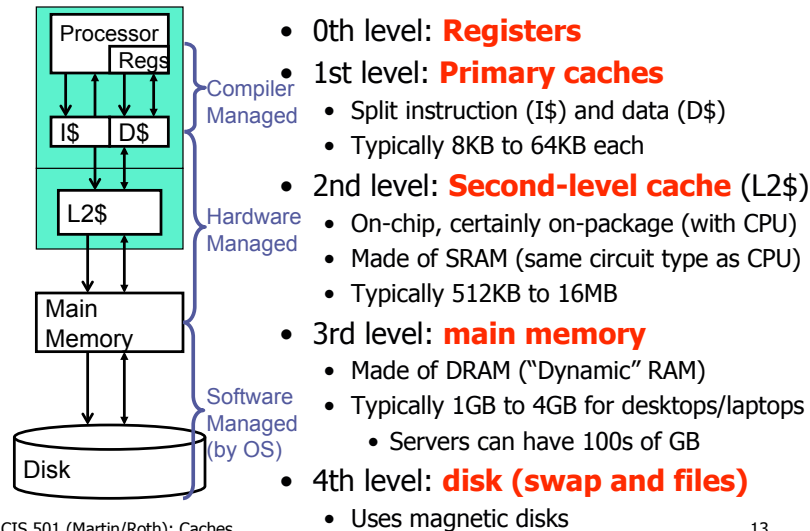 Processor
Regs
I$
D$
L2$
Main
Memory
Disk
Compiler
Managed
Hardware
Managed
Software
Managed
(by OS)
• 0th level: Registers
• 1st level: Primary caches
• Split instruction (I$) and data (D$)
• Typically 8KB to 64KB each
• 2nd level: Second-level cache (L2$)
• On-chip, certainly on-package (with CPU)
• Made of SRAM (same circuit type as CPU)
• Typically 512KB to 16MB
• 3rd level: main memory
• Made of DRAM (“Dynamic” RAM)
• Typically 1GB to 4GB for desktops/laptops
• Servers can have 100s of GB
• 4th level: disk (swap and files)
• Uses magnetic disks
CIS 501 (Martin/Roth): Caches
13